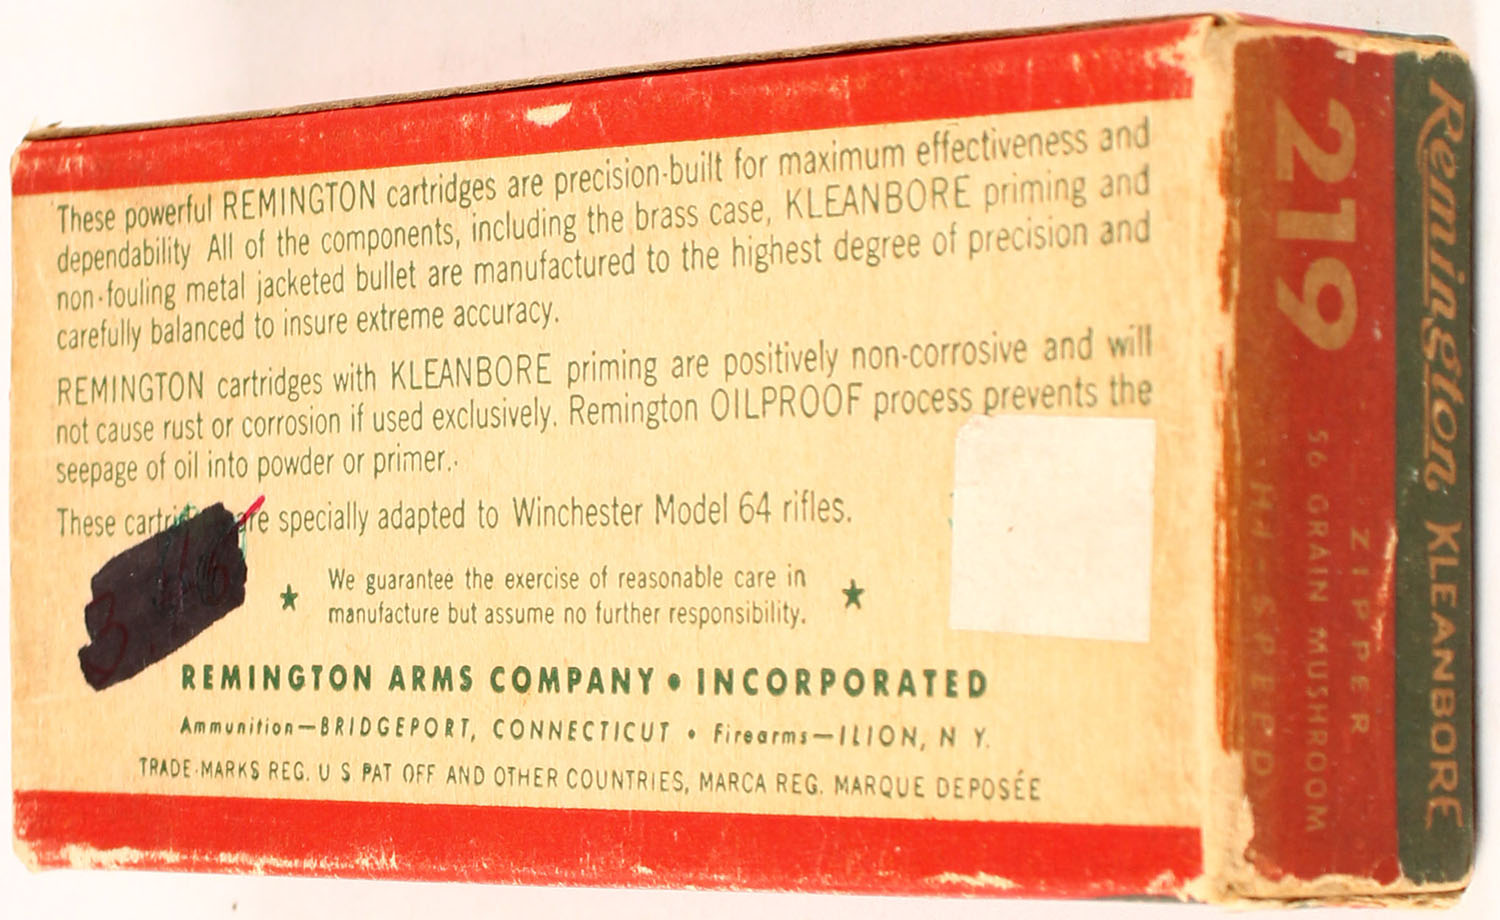 These powerful REMINGTON cartridges are precision-built for maximum effectiveness and
dependability All of the components, including the brass case, KLEANBORE priming and
non-fouling metal jacketed bullet are manufactured to the highest degree of precision and
carefully balanced to insure extreme accuracy.
REMINGTON cartridges with KLEANBORE priming are positively non-corrosive and will
not cause rust or corrosion if used exclusively. Remington OILPROOF process prevents the
seepage of oil into powder or primer.
These are specially adapted to Winchester Model 64 rifles.
We guarantee the exercise of reasonable care in
manufacture but assume no further responsibility.
REMINGTON ARMS COMPANY • INCORPORATED
Ammunition—BRIDGEPORT, CONNECTICUT • Firearms—ILION, N Y.
TRADE-MARKS REG. U S PAT OFF AND OTHER COUNTRIES, MARCA REG. MARQUE DEPOSÉE
3
Remington KLEANBORE
219
ZIPPER
56 GRAIN MUSHROOM
HI-SPEED